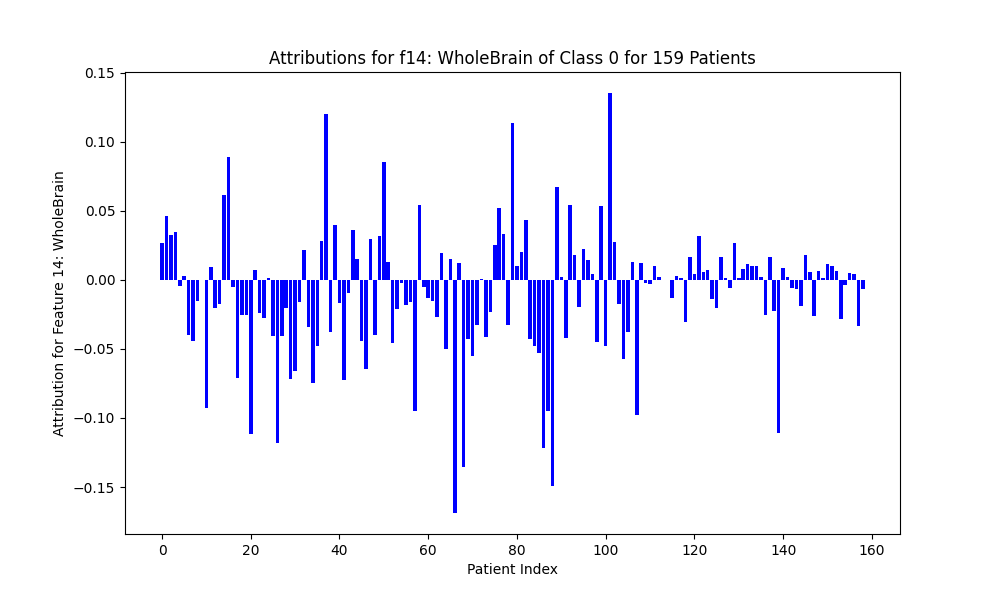 Attributions for f14: WholeBrain of Class 0 for 159 Patients
Attribution for Feature 14: WholeBrain
0.15
0.10
0.05
0.00
−0.05
−0.10
−0.15
0 20 40 60 80 100 120 140 160
Patient Index